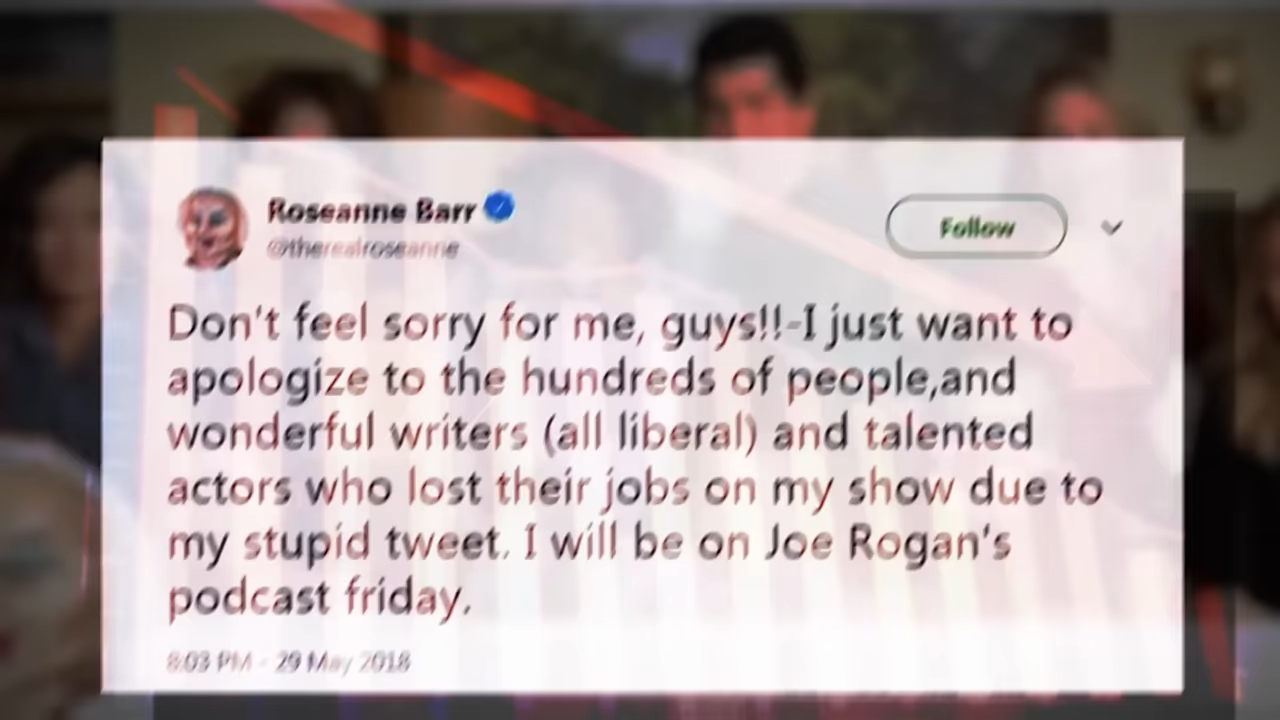 Roseanne Barr
@therealroseanne
Follow
Don't feel sorry for me, guys!!-I just want to
apologize to the hundreds of people,and
wonderful writers (all liberal) and talented
actors who lost their jobs on my show due to
my stupid tweet. I will be on Joe Rogan's
podcast friday.
8:03 PM - 29 May 2018